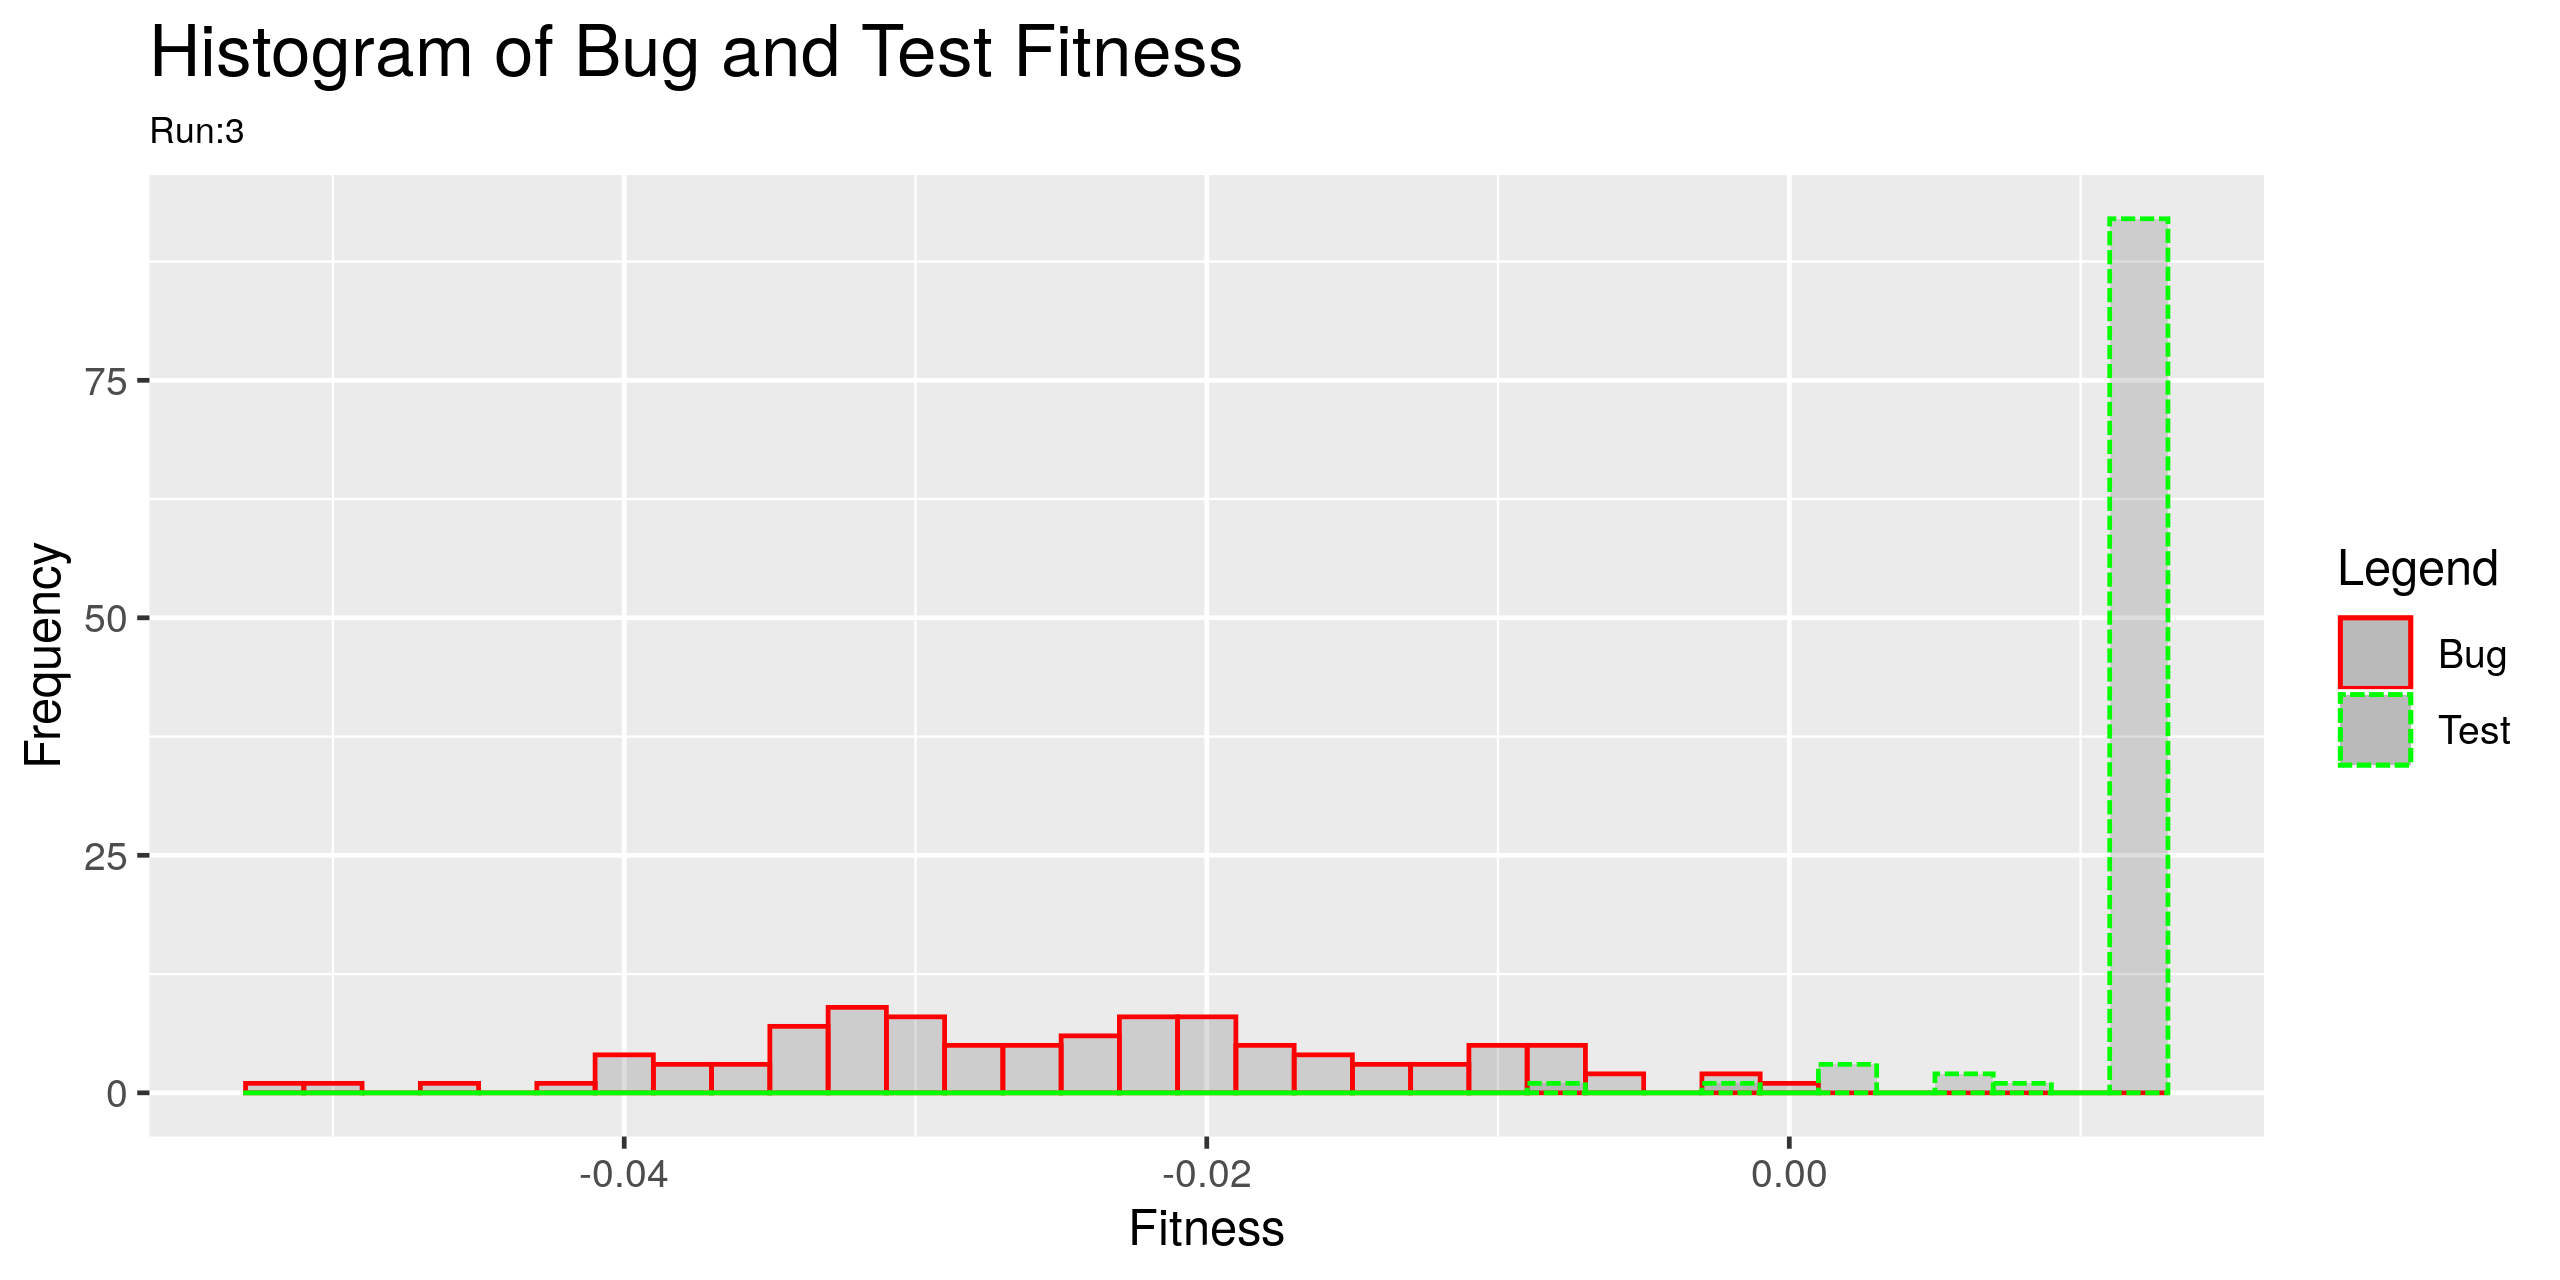 Histogram of Bug and Test Fitness
Run:3
Frequency
75
50
25
0
-0.04
-0.02
0.00
Fitness
Legend
Bug
Test